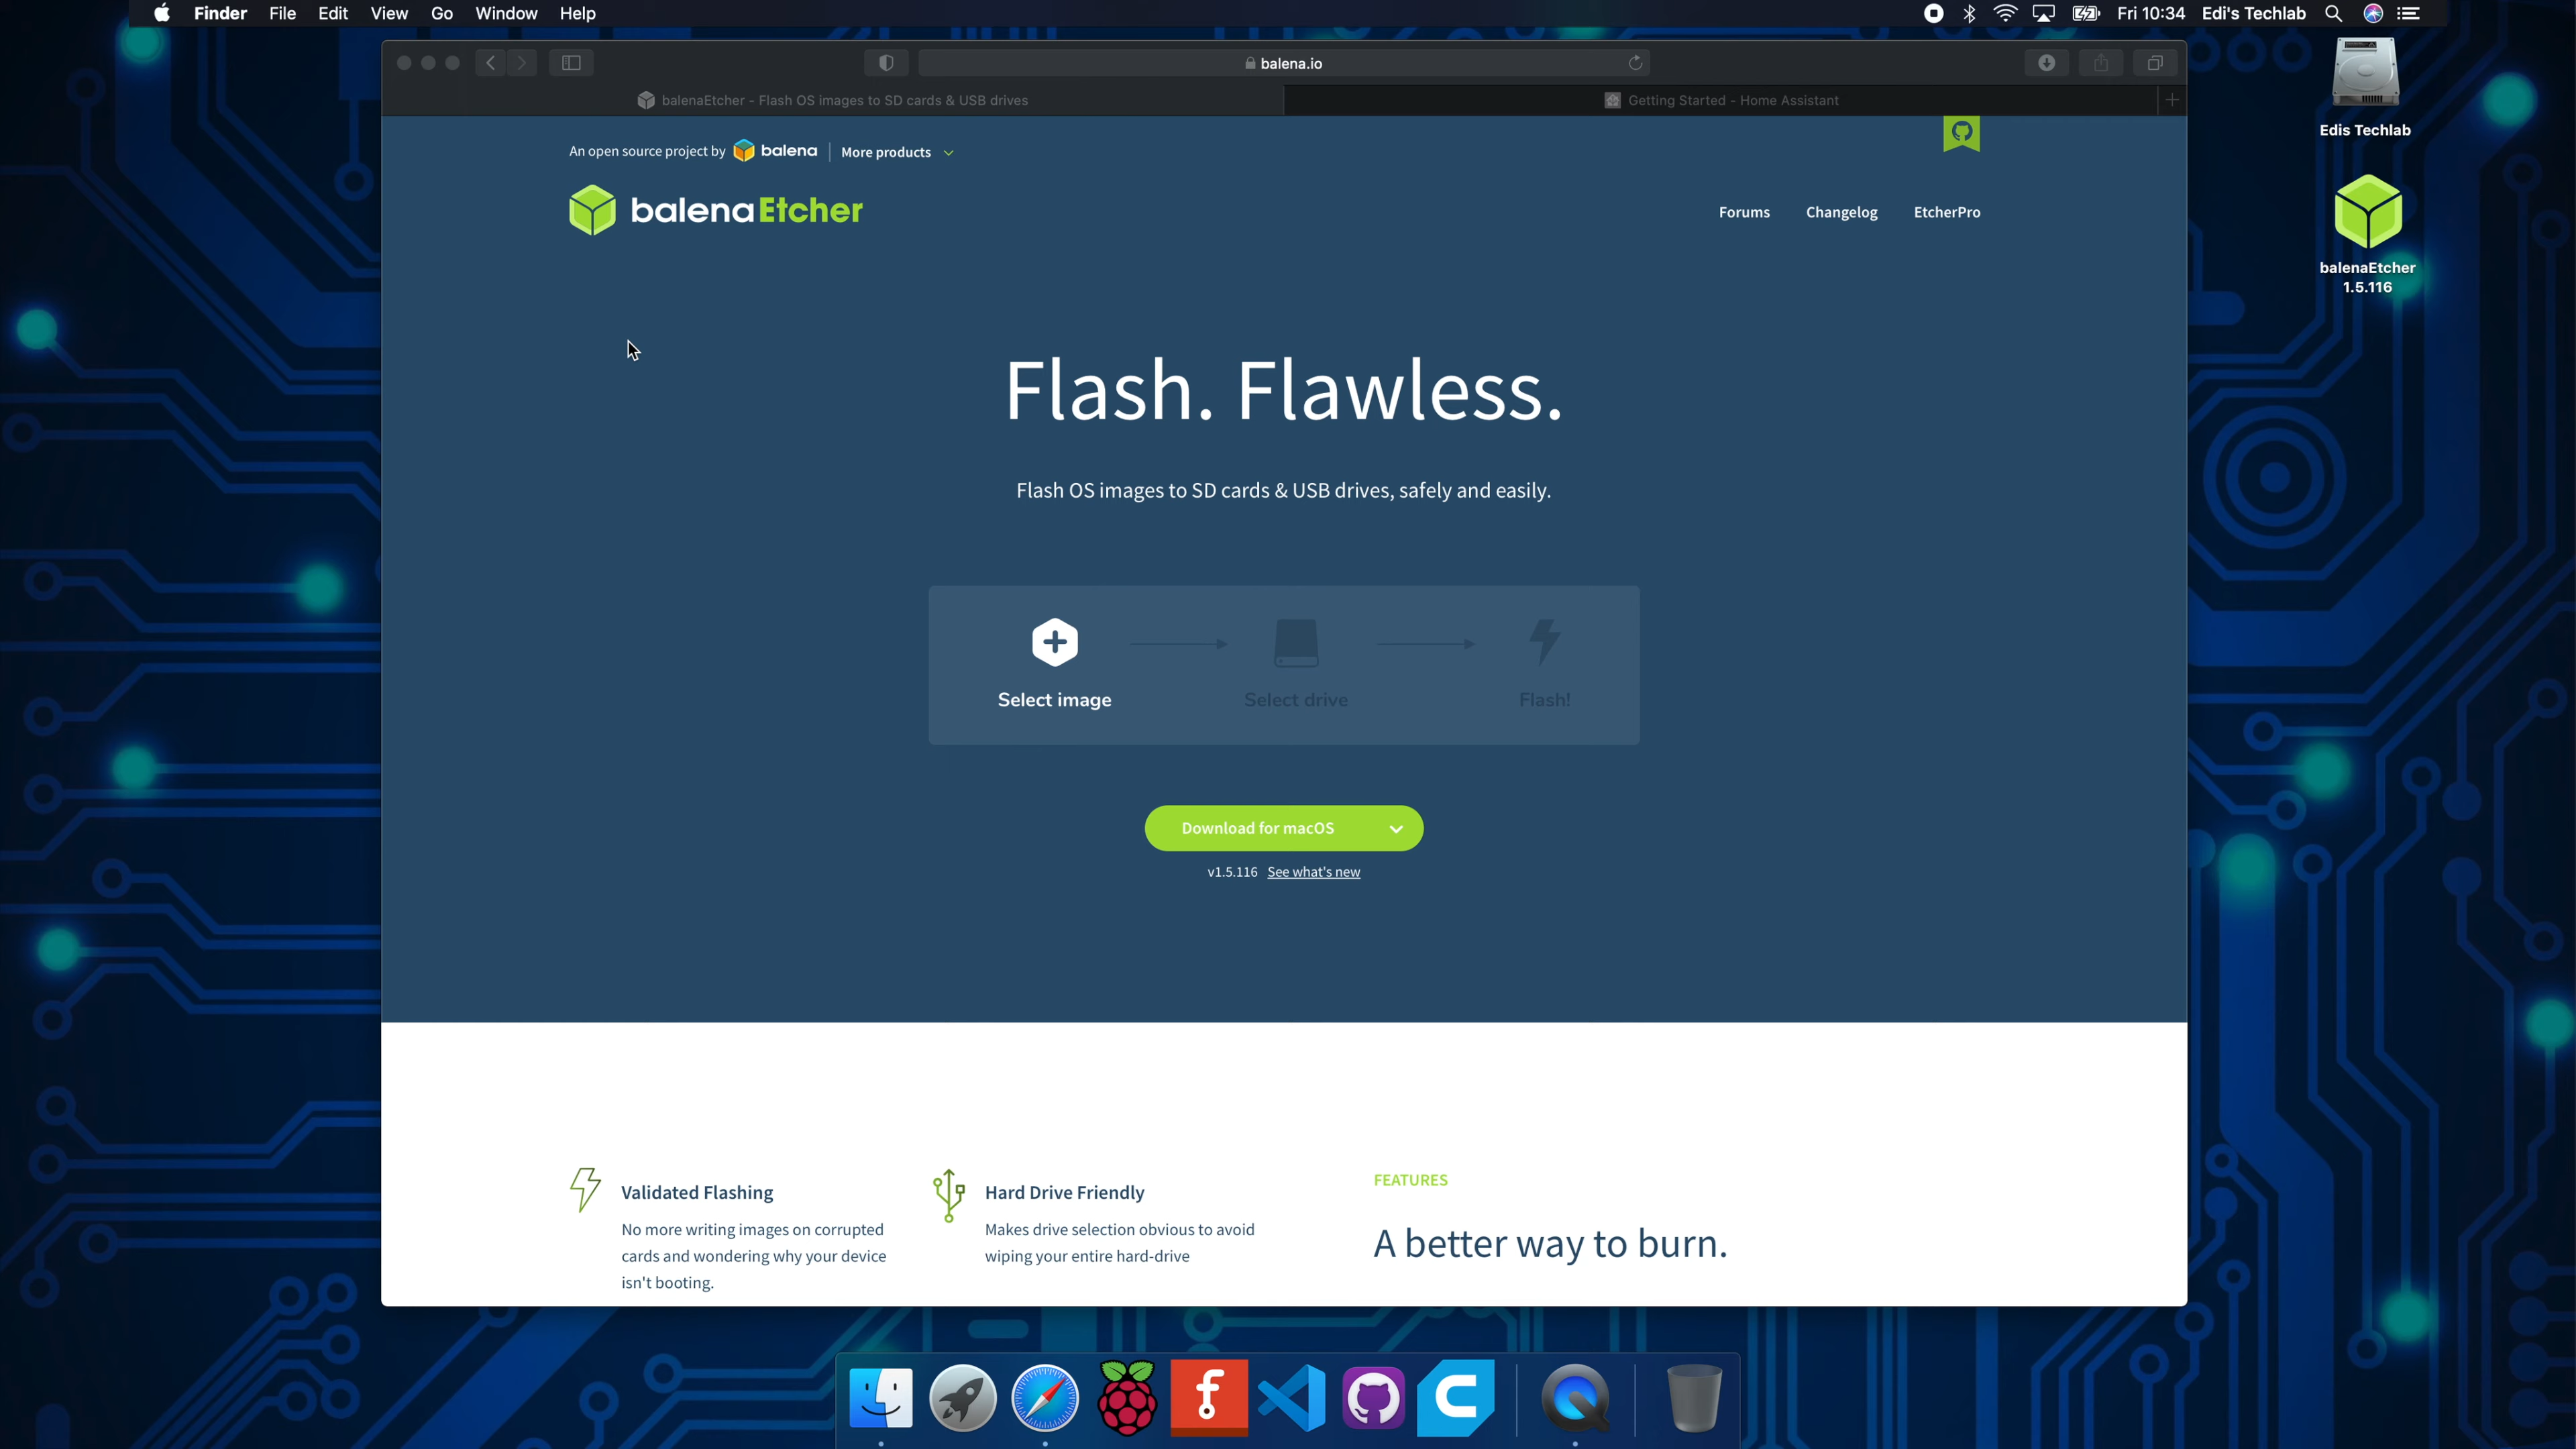 Finder File Edit View Go Window Help
Fri 10:34 Edi's Techlab
balena.io
balenaEtcher - Flash OS images to SD cards & USB drives
Getting Started - Home Assistant
Edis Techlab
An open source project by balena More products
balenaEtcher
Forums Changelog EtcherPro
balenaEtcher
1.5.116
Flash. Flawless.
Flash OS images to SD cards & USB drives, safely and easily.
Select image
Select drive
Flash!
Download for macOS
v1.5.116 See what's new
Validated Flashing
No more writing images on corrupted
cards and wondering why your device
isn't booting.
Hard Drive Friendly
Makes drive selection obvious to avoid
wiping your entire hard-drive
FEATURES
A better way to burn.